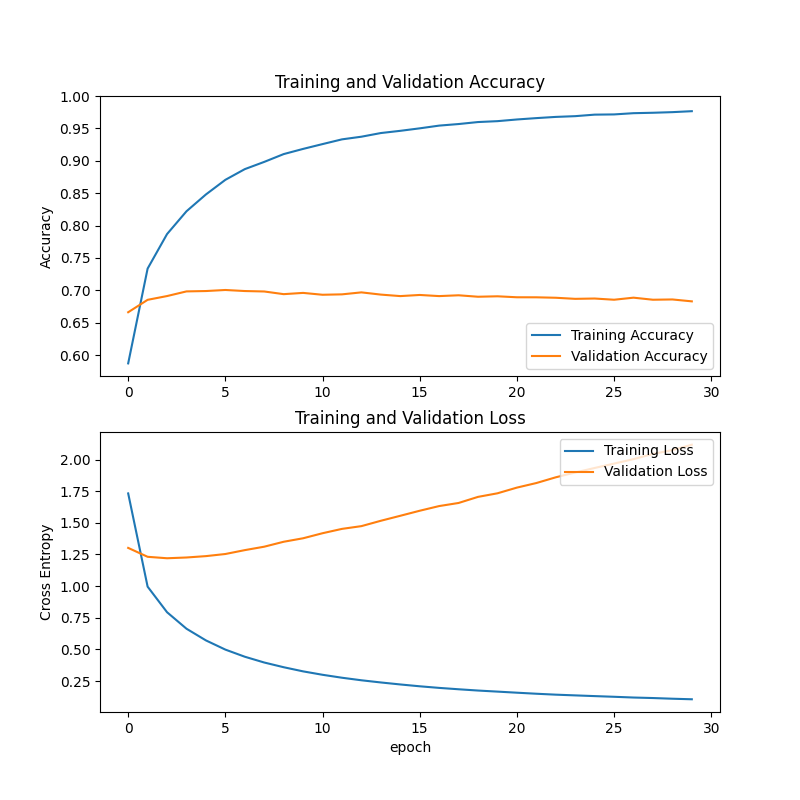 Training and Validation Accuracy
Accuracy
1.00
0.95
0.90
0.85
0.80
0.75
0.70
0.65
0.60
Training Accuracy
Validation Accuracy
0 5 10 15 20 25 30
Training and Validation Loss
Cross Entropy
2.00
1.75
1.50
1.25
1.00
0.75
0.50
0.25
Training Loss
Validation Loss
0 5 10 15 20 25 30
epoch